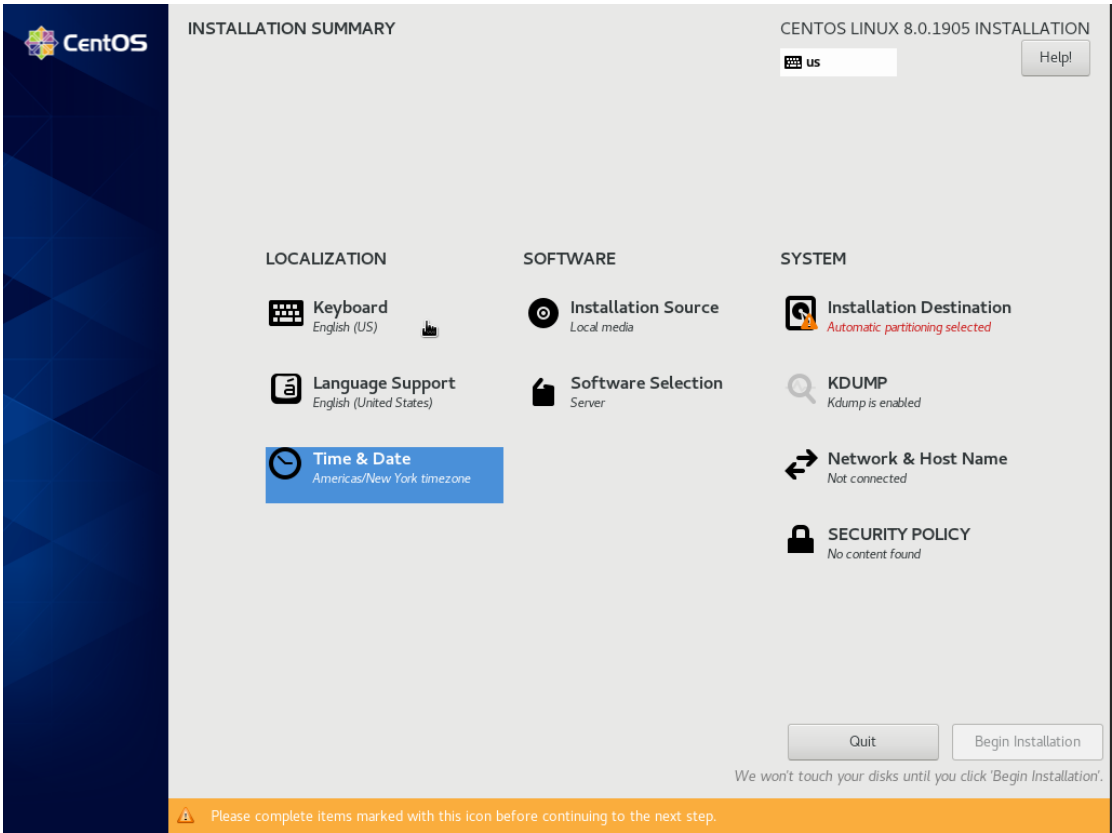 CentOS
INSTALLATION SUMMARY
CENTOS LINUX 8.0.1905 INSTALLATION
us
Help!
LOCALIZATION
Keyboard
English (US)
Language Support
English (United States)
Time & Date
Americas/New York timezone
SOFTWARE
Installation Source
Local media
Software Selection
Server
SYSTEM
Installation Destination
Automatic partitioning selected
KDUMP
Kdump is enabled
Network & Host Name
Not connected
SECURITY POLICY
No content found
Quit
Begin Installation
We won't touch your disks until you click 'Begin Installation'.
Please complete items marked with this icon before continuing to the next step.